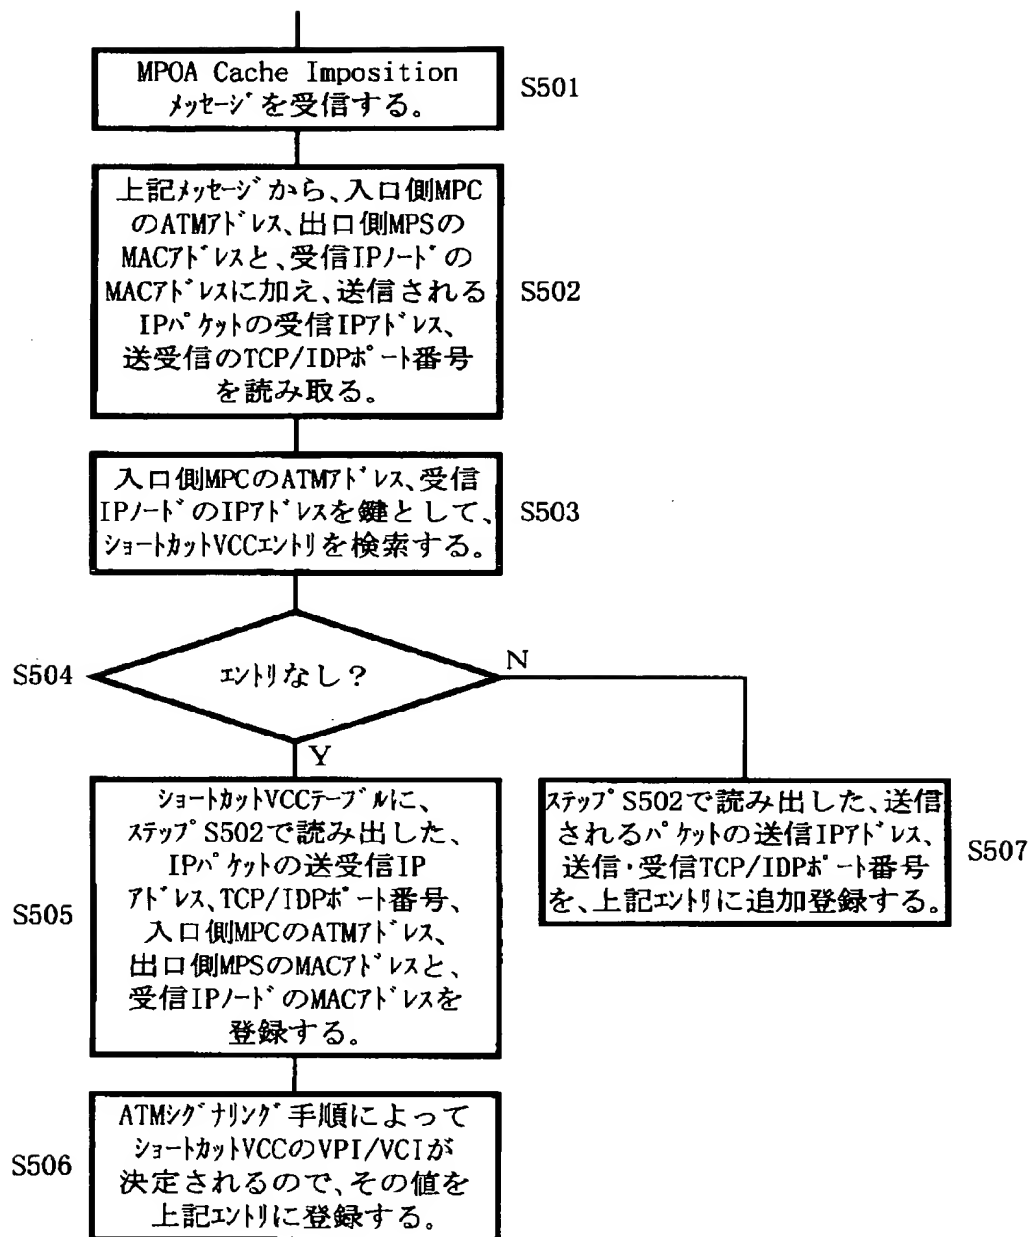 MPOA Cache Imposition
メッセージを受信する。
S501
上記メッセージから、入口側MPC
のATMアドレス、出口側MPSの
MACアドレスと、受信IPノードの
MACアドレスに加え、送信される
IPパケットの受信IPアドレス、
送受信のTCP/IDPポート番号
を読み取る。
S502
入口側MPCのATMアドレス、受信
IPノードのIPアドレスを鍵として、
ショートカットVCCエントリを検索する。
S503
S504
エントリなし?
N
Y
ショートカットVCCテーブルに、
ステップS502で読み出した、
IPパケットの送受信IP
アドレス、TCP/IDPポート番号、
入口側MPCのATMアドレス、
出口側MPSのMACアドレスと、
受信IPノードのMACアドレスを
登録する。
S505
ステップS502で読み出した、送信
されるパケットの送信IPアドレス、
送信・受信TCP/IDPポート番号
を、上記エントリに追加登録する。
S507
ATMシグナリング手順によって
ショートカットVCCのVPI/VCIが
決定されるので、その値を
上記エントリに登録する。
S506